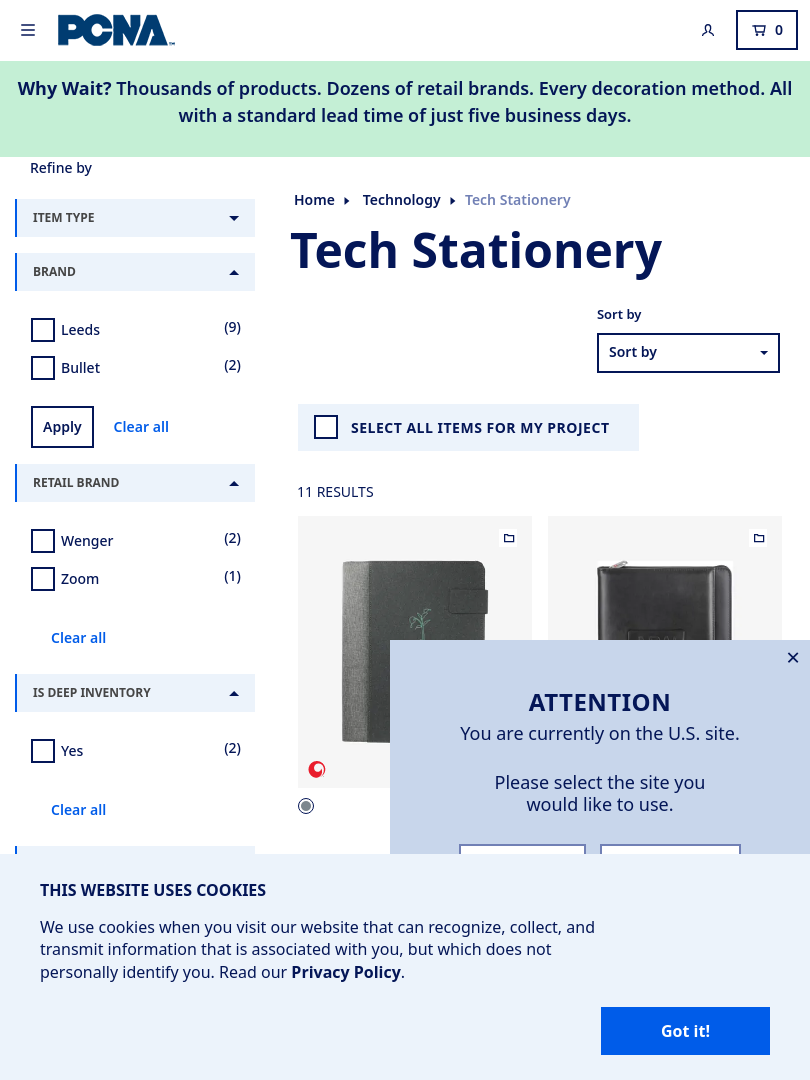 PCNA
0
Why Wait? Thousands of products. Dozens of retail brands. Every decoration method. All
with a standard lead time of just five business days.
Refine by
ITEM TYPE
BRAND
Leeds (9)
Bullet (2)
Apply Clear all
RETAIL BRAND
Wenger (2)
Zoom (1)
Clear all
IS DEEP INVENTORY
Yes (2)
Clear all
Home Technology Tech Stationery
Tech Stationery
Sort by
Sort by
SELECT ALL ITEMS FOR MY PROJECT
11 RESULTS
ATTENTION
You are currently on the U.S. site.
Please select the site you
would like to use.
THIS WEBSITE USES COOKIES
We use cookies when you visit our website that can recognize, collect, and
transmit information that is associated with you, but which does not
personally identify you. Read our Privacy Policy.
Got it!